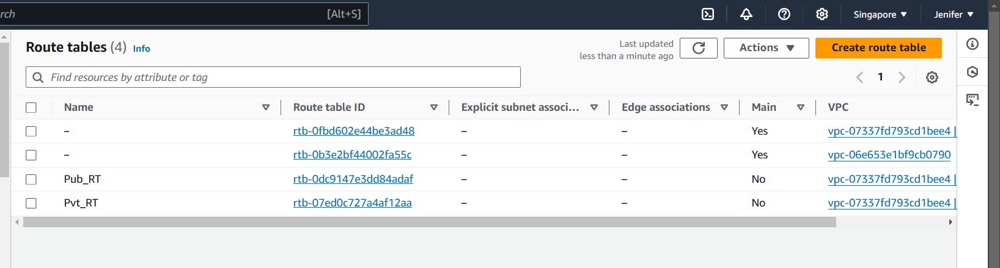 rch [Alt+S] Singapore Jenifer
Route tables (4) Info
Last updated
less than a minute ago
Actions
Create route table
Find resources by attribute or tag
1
Name Route table ID Explicit subnet associ... Edge associations Main VPC
– rtb-0fbd602e44be3ad48 – – Yes vpc-07337fd793cd1bee4 |
– rtb-0b3e2bf44002fa55c – – Yes vpc-06e653e1bf9cb0790
Pub_RT rtb-0dc9147e3dd84adaf – – No vpc-07337fd793cd1bee4 |
Pvt_RT rtb-07ed0c727a4af12aa – – No vpc-07337fd793cd1bee4 |